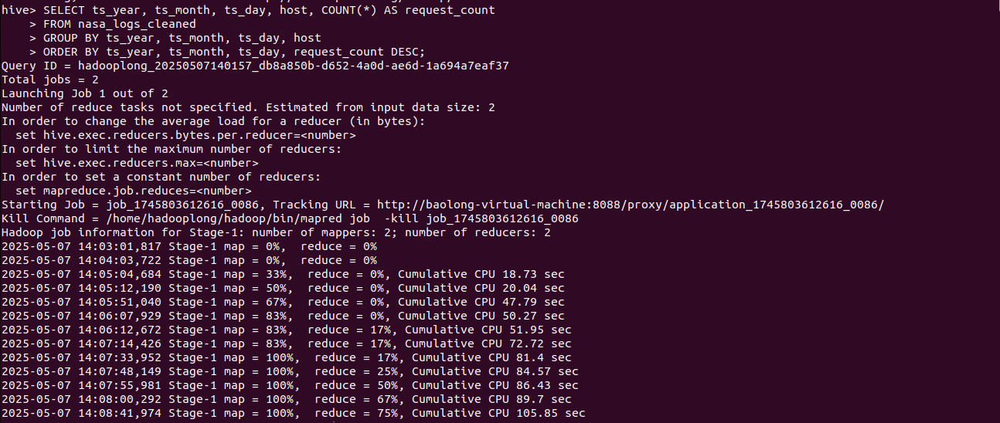 hive> SELECT ts_year, ts_month, ts_day, host, COUNT(*) AS request_count
    > FROM nasa_logs_cleaned
    > GROUP BY ts_year, ts_month, ts_day, host
    > ORDER BY ts_year, ts_month, ts_day, request_count DESC;
Query ID = hadooplong_20250507140157_db8a850b-d652-4a0d-ae6d-1a694a7eaf37
Total jobs = 2
Launching Job 1 out of 2
Number of reduce tasks not specified. Estimated from input data size: 2
In order to change the average load for a reducer (in bytes):
  set hive.exec.reducers.bytes.per.reducer=<number>
In order to limit the maximum number of reducers:
  set hive.exec.reducers.max=<number>
In order to set a constant number of reducers:
  set mapreduce.job.reduces=<number>
Starting Job = job_1745803612616_0086, Tracking URL = http://baolong-virtual-machine:8088/proxy/application_1745803612616_0086/
Kill Command = /home/hadooplong/hadoop/bin/mapred job  -kill job_1745803612616_0086
Hadoop job information for Stage-1: number of mappers: 2; number of reducers: 2
2025-05-07 14:03:01,817 Stage-1 map = 0%,  reduce = 0%
2025-05-07 14:04:03,722 Stage-1 map = 0%,  reduce = 0%
2025-05-07 14:05:04,684 Stage-1 map = 33%,  reduce = 0%, Cumulative CPU 18.73 sec
2025-05-07 14:05:12,190 Stage-1 map = 50%,  reduce = 0%, Cumulative CPU 20.04 sec
2025-05-07 14:05:51,040 Stage-1 map = 67%,  reduce = 0%, Cumulative CPU 47.79 sec
2025-05-07 14:06:07,929 Stage-1 map = 83%,  reduce = 0%, Cumulative CPU 50.27 sec
2025-05-07 14:06:12,672 Stage-1 map = 83%,  reduce = 17%, Cumulative CPU 51.95 sec
2025-05-07 14:07:14,426 Stage-1 map = 83%,  reduce = 17%, Cumulative CPU 72.72 sec
2025-05-07 14:07:33,952 Stage-1 map = 100%,  reduce = 17%, Cumulative CPU 81.4 sec
2025-05-07 14:07:48,149 Stage-1 map = 100%,  reduce = 25%, Cumulative CPU 84.57 sec
2025-05-07 14:07:55,981 Stage-1 map = 100%,  reduce = 50%, Cumulative CPU 86.43 sec
2025-05-07 14:08:00,292 Stage-1 map = 100%,  reduce = 67%, Cumulative CPU 89.7 sec
2025-05-07 14:08:41,974 Stage-1 map = 100%,  reduce = 75%, Cumulative CPU 105.85 sec